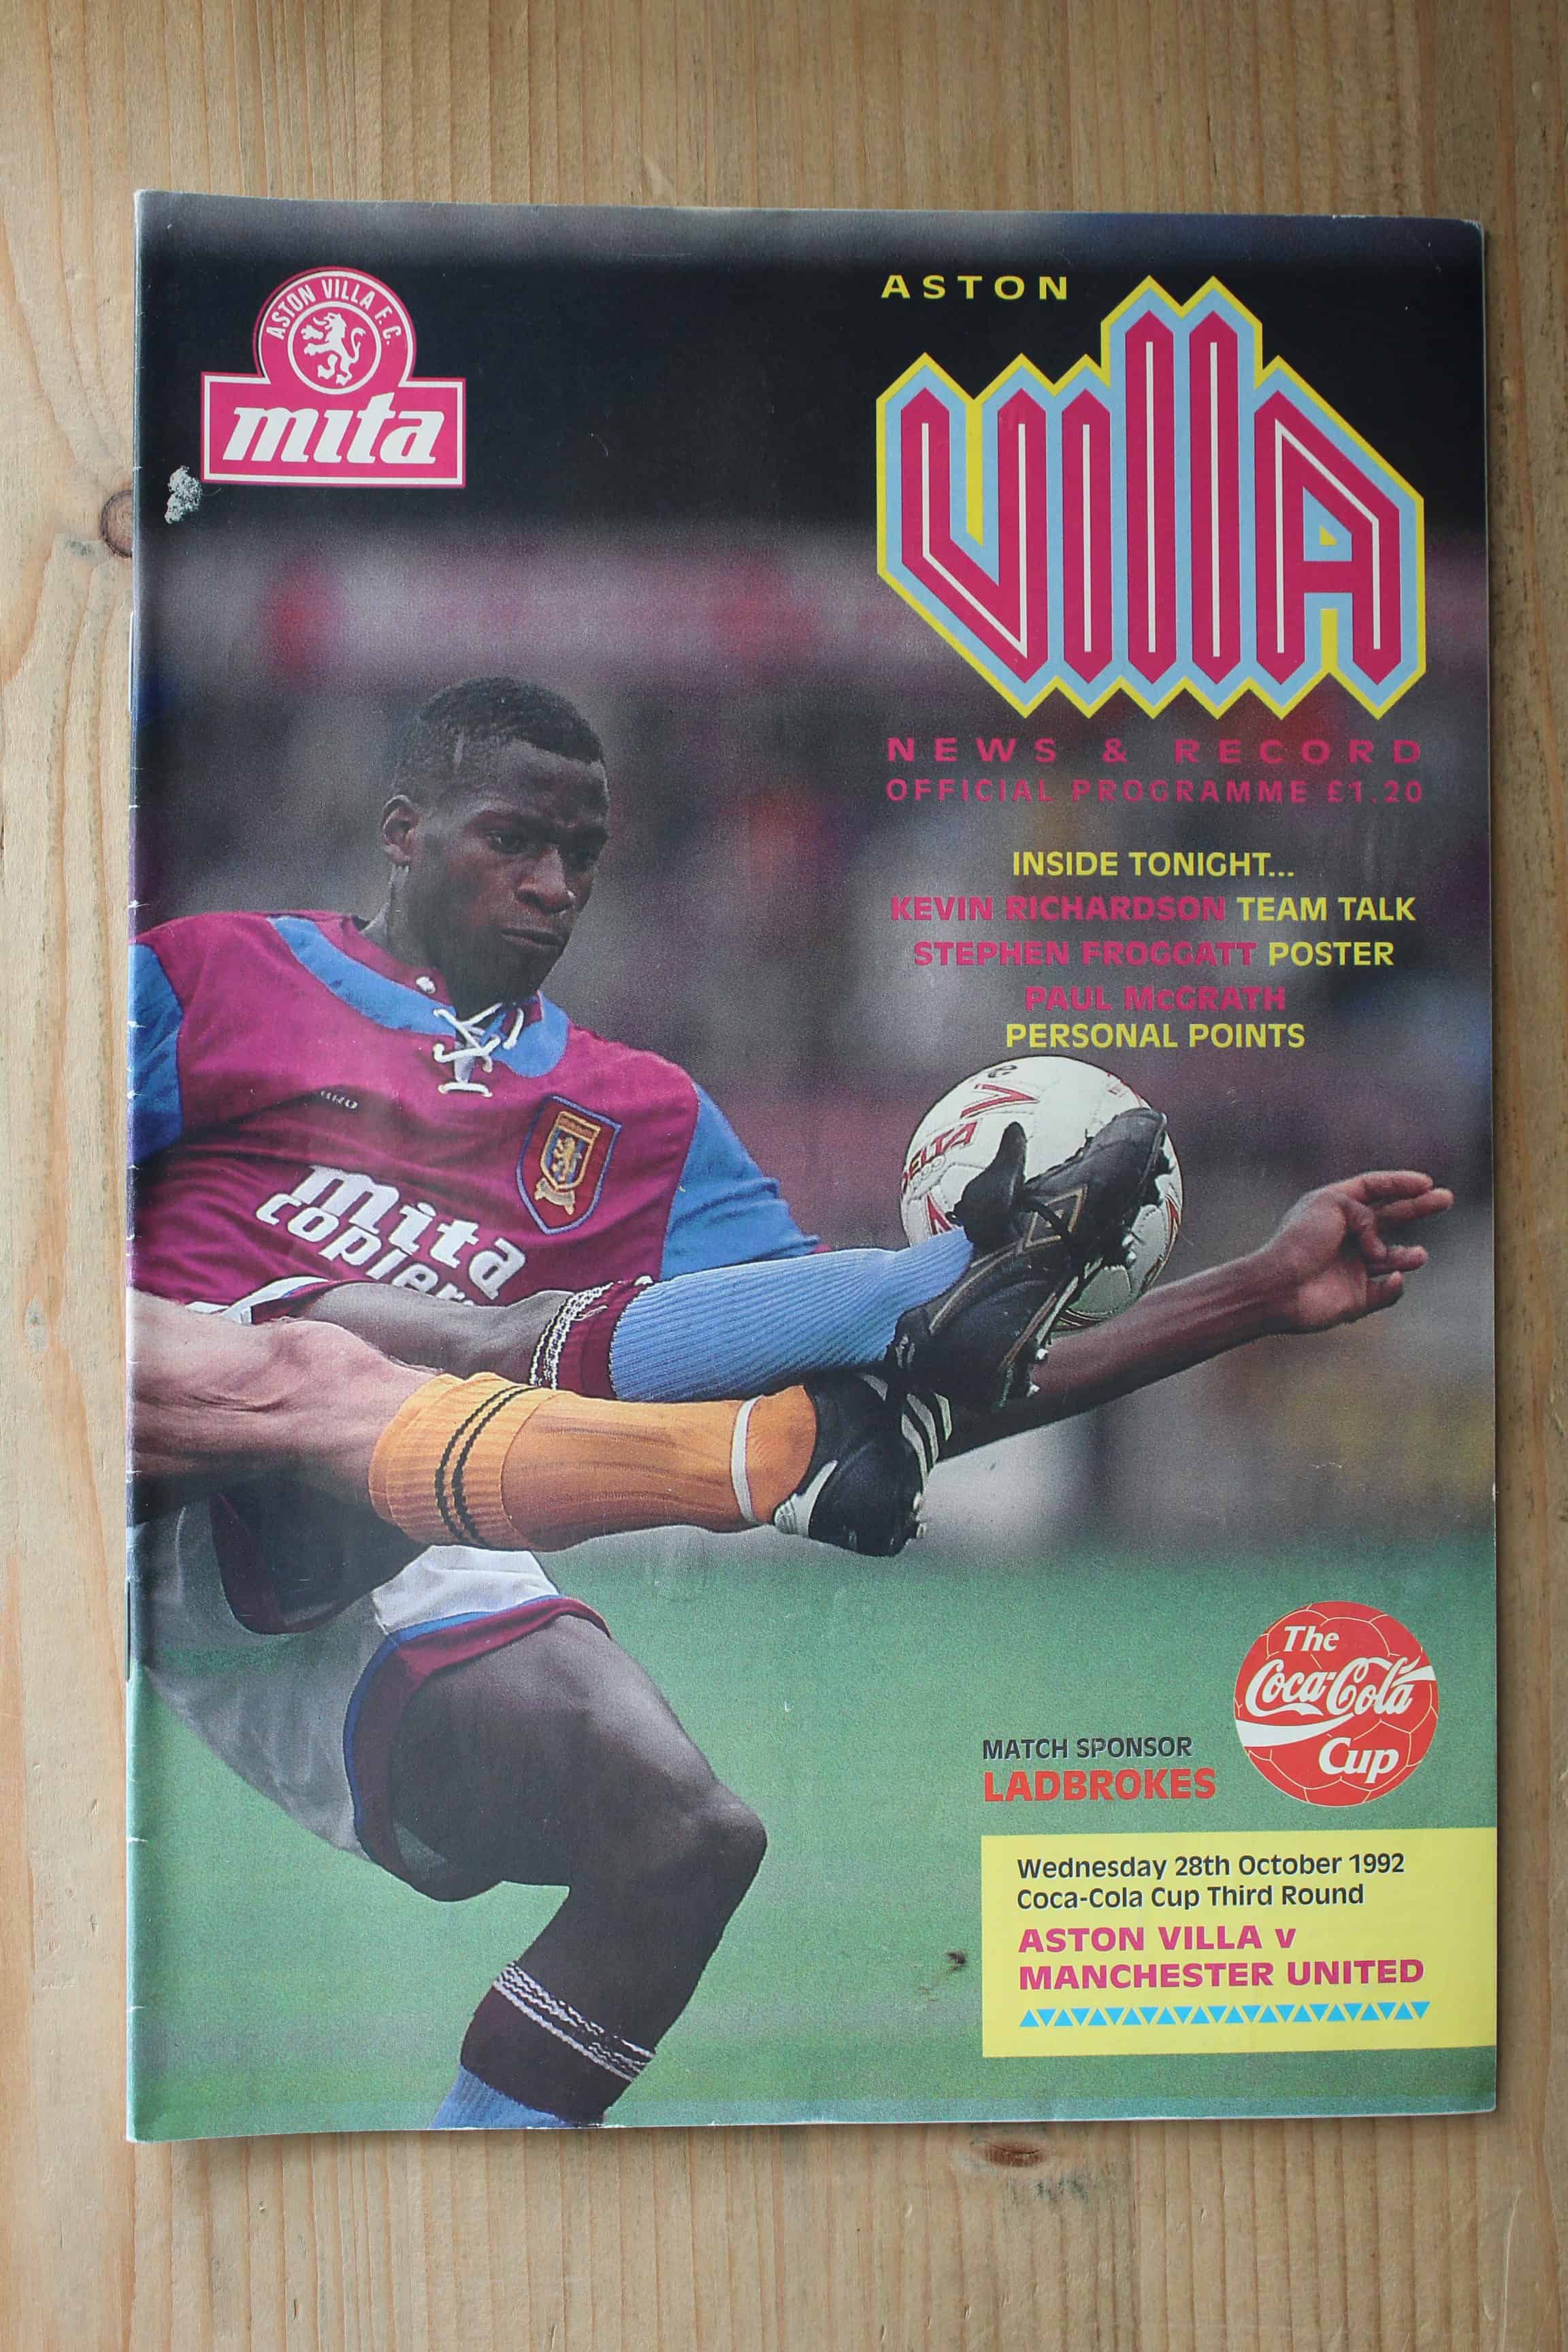 ASTON VILLA F.C.
mita
ASTON
VILLA
NEWS & RECORD
OFFICIAL PROGRAMME £1.20
INSIDE TONIGHT...
KEVIN RICHARDSON TEAM TALK
STEPHEN FROGGATT POSTER
PAUL McGRATH
PERSONAL POINTS
DELTA
mita
copiers
The
Coca-Cola
Cup
MATCH SPONSOR
LADBROKES
Wednesday 28th October 1992
Coca-Cola Cup Third Round
ASTON VILLA v
MANCHESTER UNITED